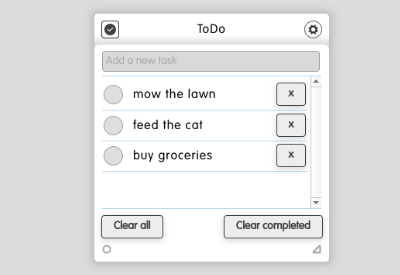 ToDo
Add a new task
mow the lawn x
feed the cat x
buy groceries x
Clear all Clear completed